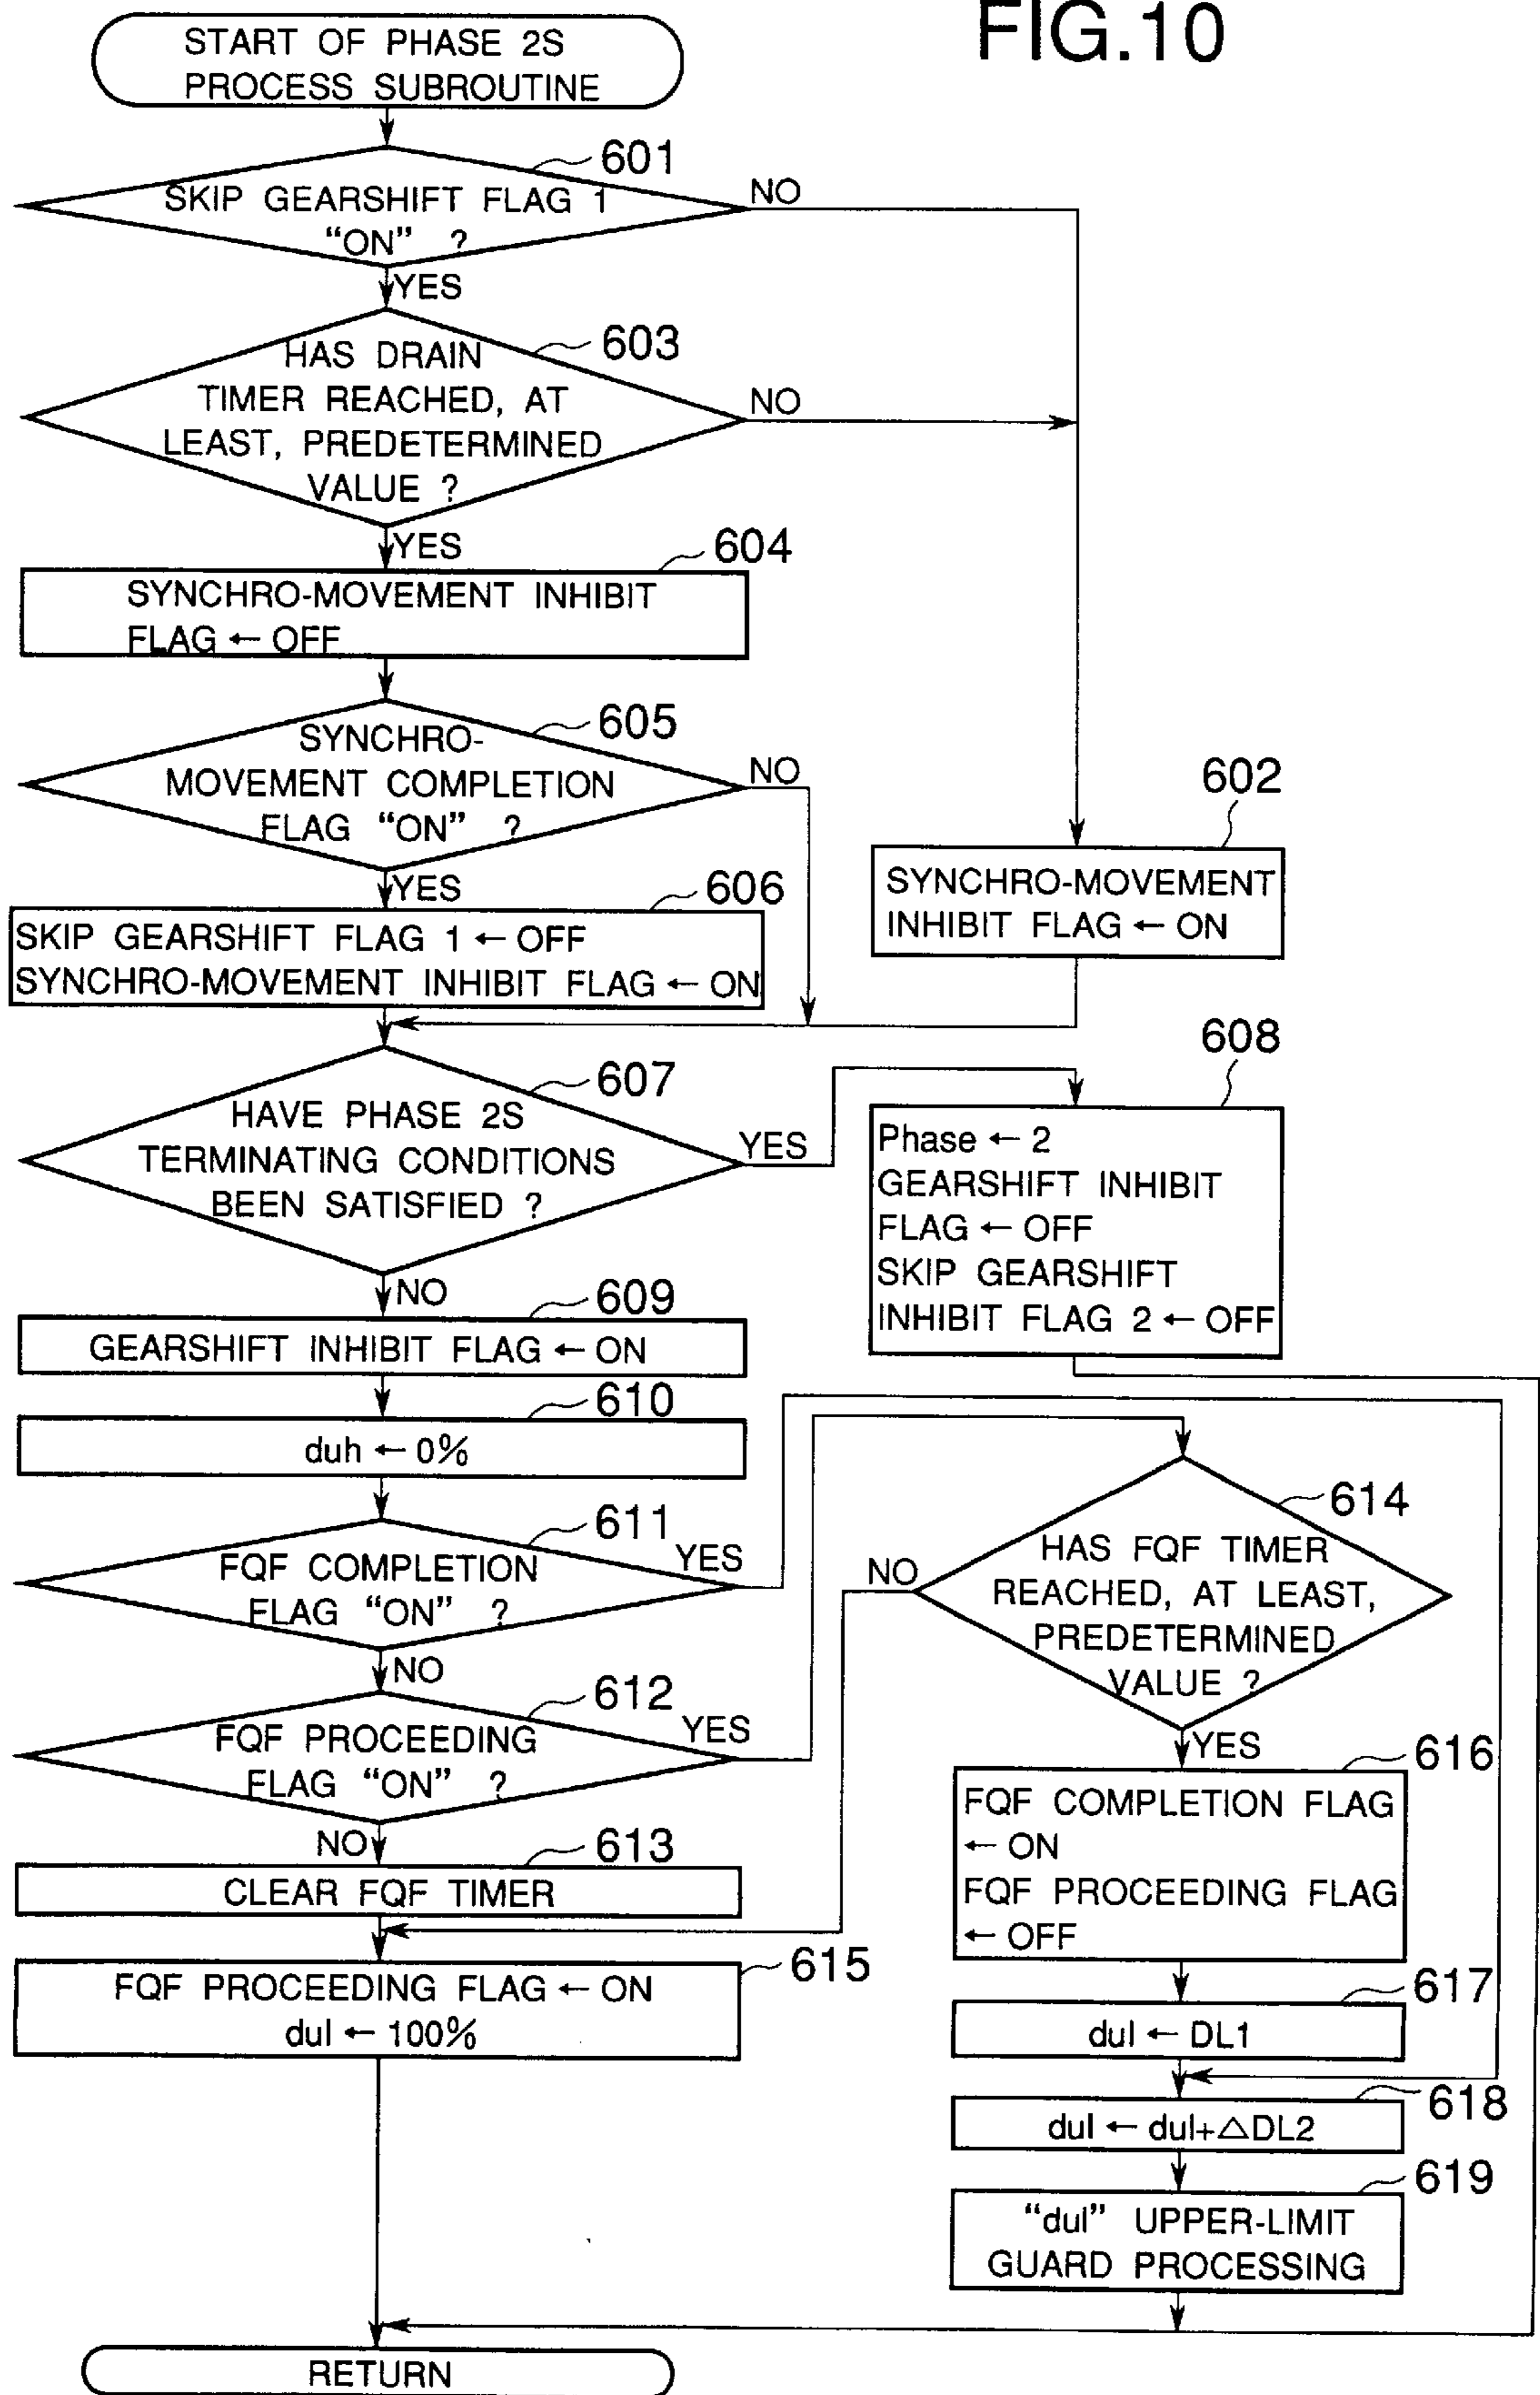 FIG.10
START OF PHASE 2S
PROCESS SUBROUTINE
601
SKIP GEARSHIFT FLAG 1
“ON” ?
NO
YES
603
HAS DRAIN
TIMER REACHED, AT
LEAST, PREDETERMINED
VALUE ?
NO
YES
604
SYNCHRO-MOVEMENT INHIBIT
FLAG ← OFF
605
SYNCHRO-
MOVEMENT COMPLETION
FLAG “ON” ?
NO
YES
602
SYNCHRO-MOVEMENT
INHIBIT FLAG ← ON
606
SKIP GEARSHIFT FLAG 1 ← OFF
SYNCHRO-MOVEMENT INHIBIT FLAG ← ON
607
HAVE PHASE 2S
TERMINATING CONDITIONS
BEEN SATISFIED ?
YES
NO
608
Phase ← 2
GEARSHIFT INHIBIT
FLAG ← OFF
SKIP GEARSHIFT
INHIBIT FLAG 2 ← OFF
609
GEARSHIFT INHIBIT FLAG ← ON
610
duh ← 0%
611
FQF COMPLETION
FLAG “ON” ?
YES
NO
612
FQF PROCEEDING
FLAG “ON” ?
YES
NO
613
CLEAR FQF TIMER
614
HAS FQF TIMER
REACHED, AT LEAST,
PREDETERMINED
VALUE ?
NO
YES
615
FQF PROCEEDING FLAG ← ON
dul ← 100%
616
FQF COMPLETION FLAG
← ON
FQF PROCEEDING FLAG
← OFF
617
dul ← DL1
618
dul ← dul+△DL2
619
“dul” UPPER-LIMIT
GUARD PROCESSING
RETURN